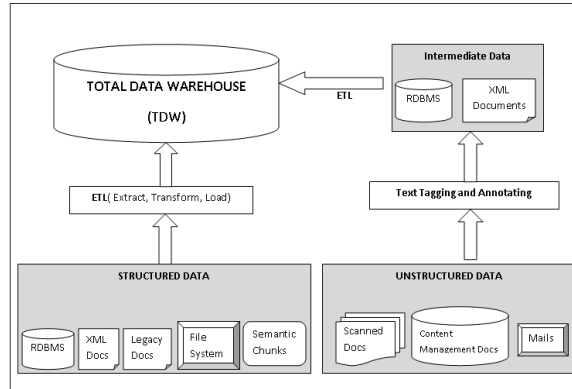 TOTAL DATA WAREHOUSE
(TDW)
ETL
Intermediate Data
RDBMS
XML
Documents
ETL( Extract, Transform, Load)
Text Tagging and Annotating
STRUCTURED DATA
RDBMS
XML
Docs
Legacy
Docs
File
System
Semantic
Chunks
UNSTRUCTURED DATA
Scanned
Docs
Content
Management Docs
Mails